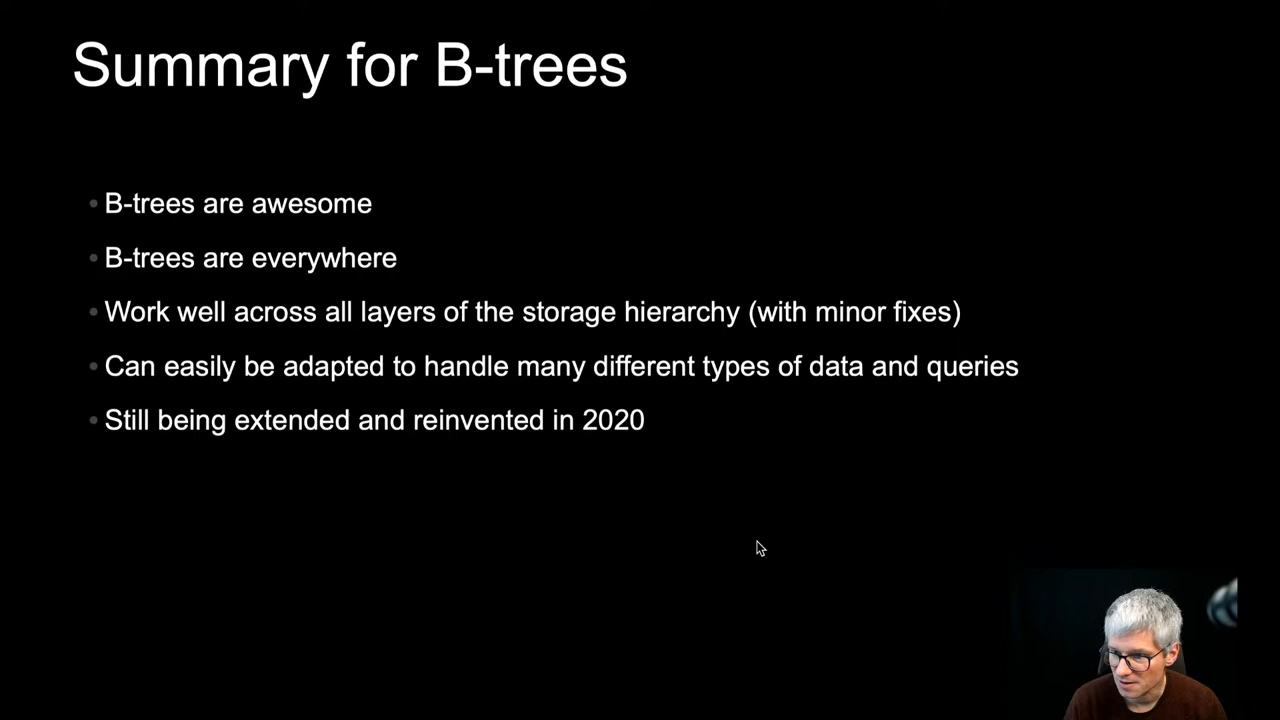 Summary for B-trees
B-trees are awesome
B-trees are everywhere
Work well across all layers of the storage hierarchy (with minor fixes)
Can easily be adapted to handle many different types of data and queries
Still being extended and reinvented in 2020